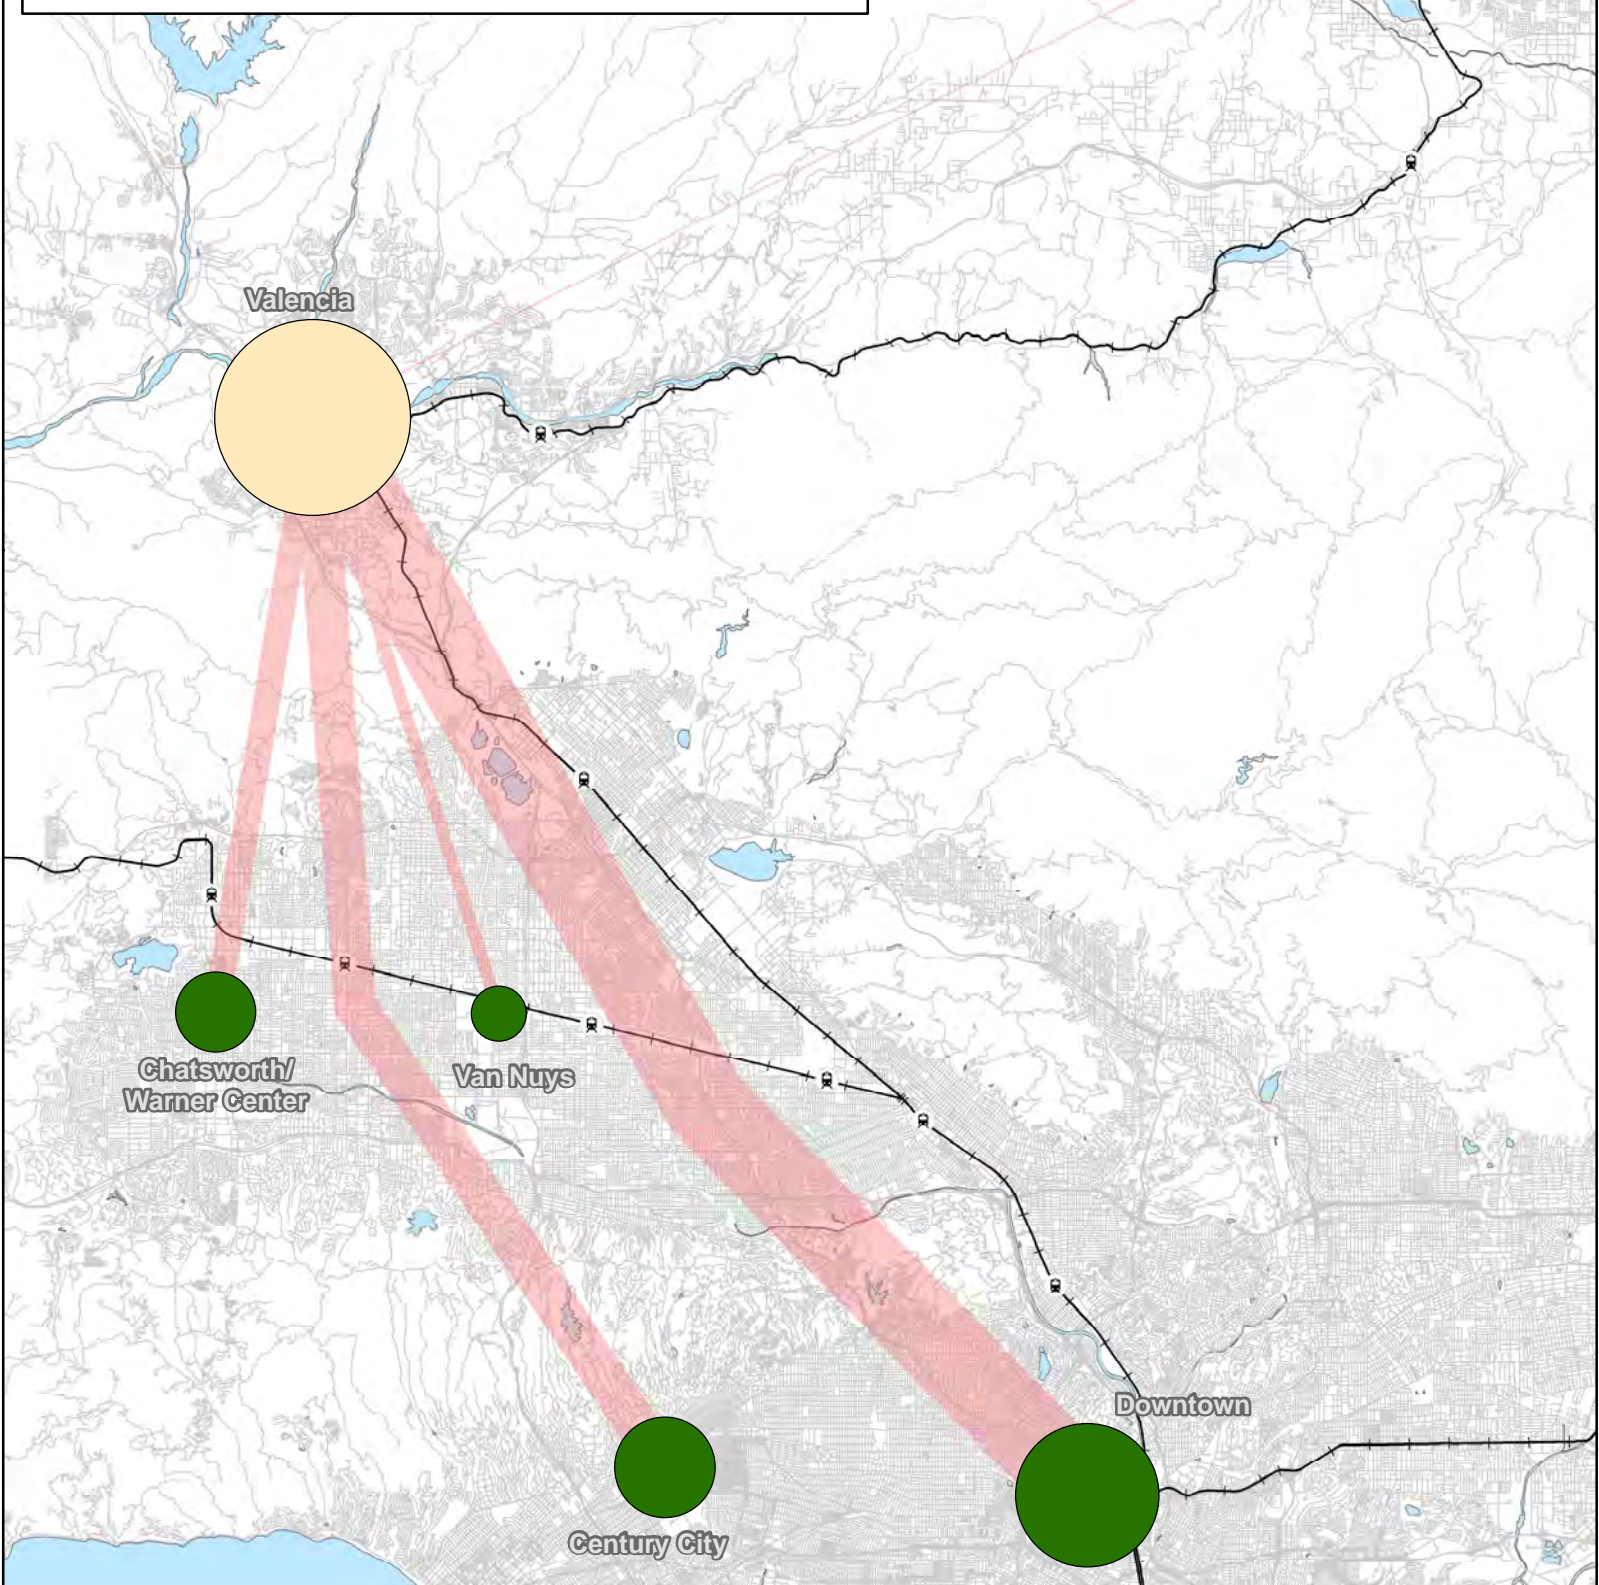 Valencia
Chatsworth/
Warner Center
Van Nuys
Downtown
Century City